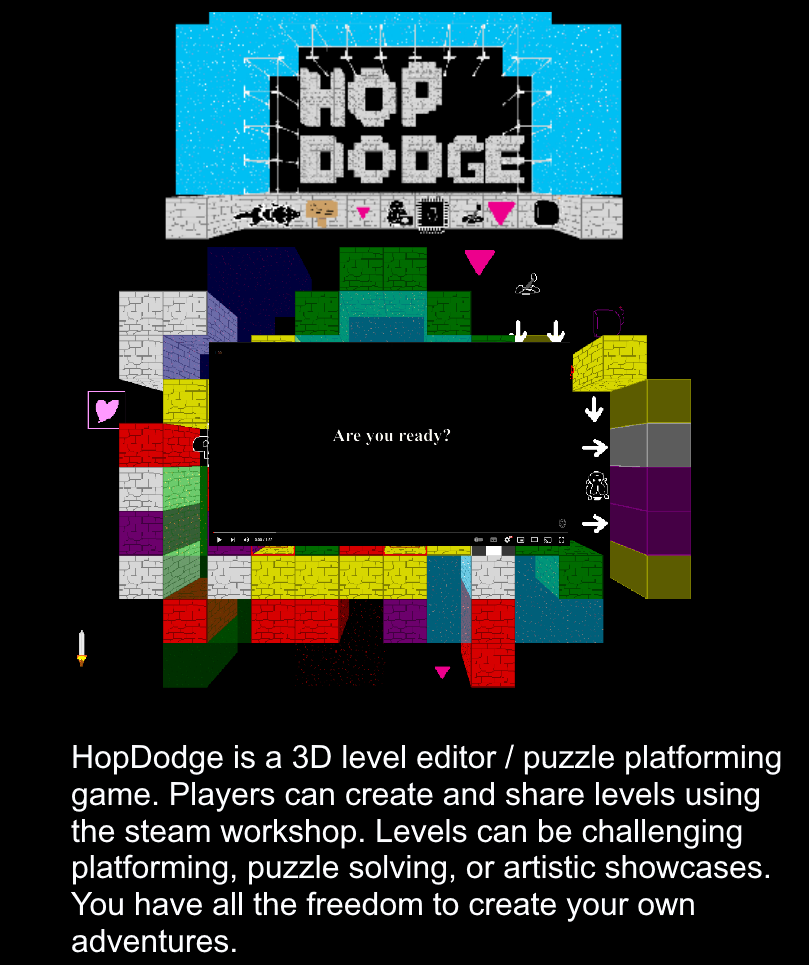 HOP
DODGE
Are you ready?
HopDodge is a 3D level editor / puzzle platforming
game. Players can create and share levels using
the steam workshop. Levels can be challenging
platforming, puzzle solving, or artistic showcases.
You have all the freedom to create your own
adventures.